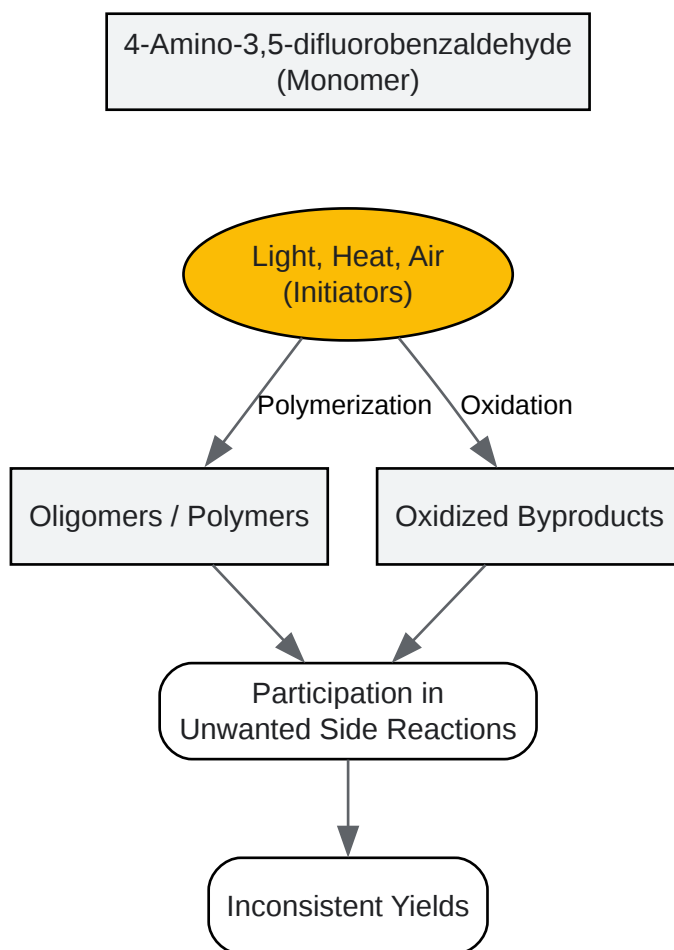 4-Amino-3,5-difluorobenzaldehyde
(Monomer)
Light, Heat, Air
(Initiators)
Polymerization
Oxidation
Oligomers / Polymers
Oxidized Byproducts
Participation in
Unwanted Side Reactions
Inconsistent Yields